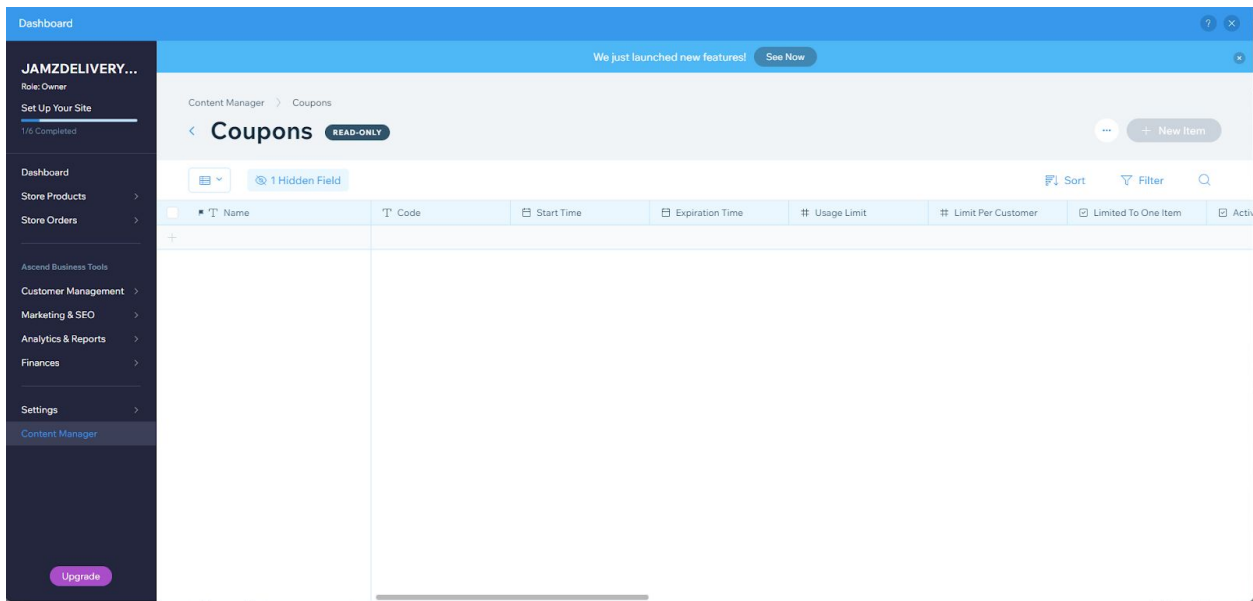 Dashboard
?
JAMZDELIVERY...
Role: Owner
Set Up Your Site
1/6 Completed
Dashboard
Store Products
Store Orders
Ascend Business Tools
Customer Management
Marketing & SEO
Analytics & Reports
Finances
Settings
Content Manager
Upgrade
We just launched new features! See Now
Content Manager > Coupons
Coupons READ-ONLY
... + New Item
1 Hidden Field
Sort Filter
T Name T Code Start Time Expiration Time # Usage Limit # Limit Per Customer Limited To One Item Activ
+